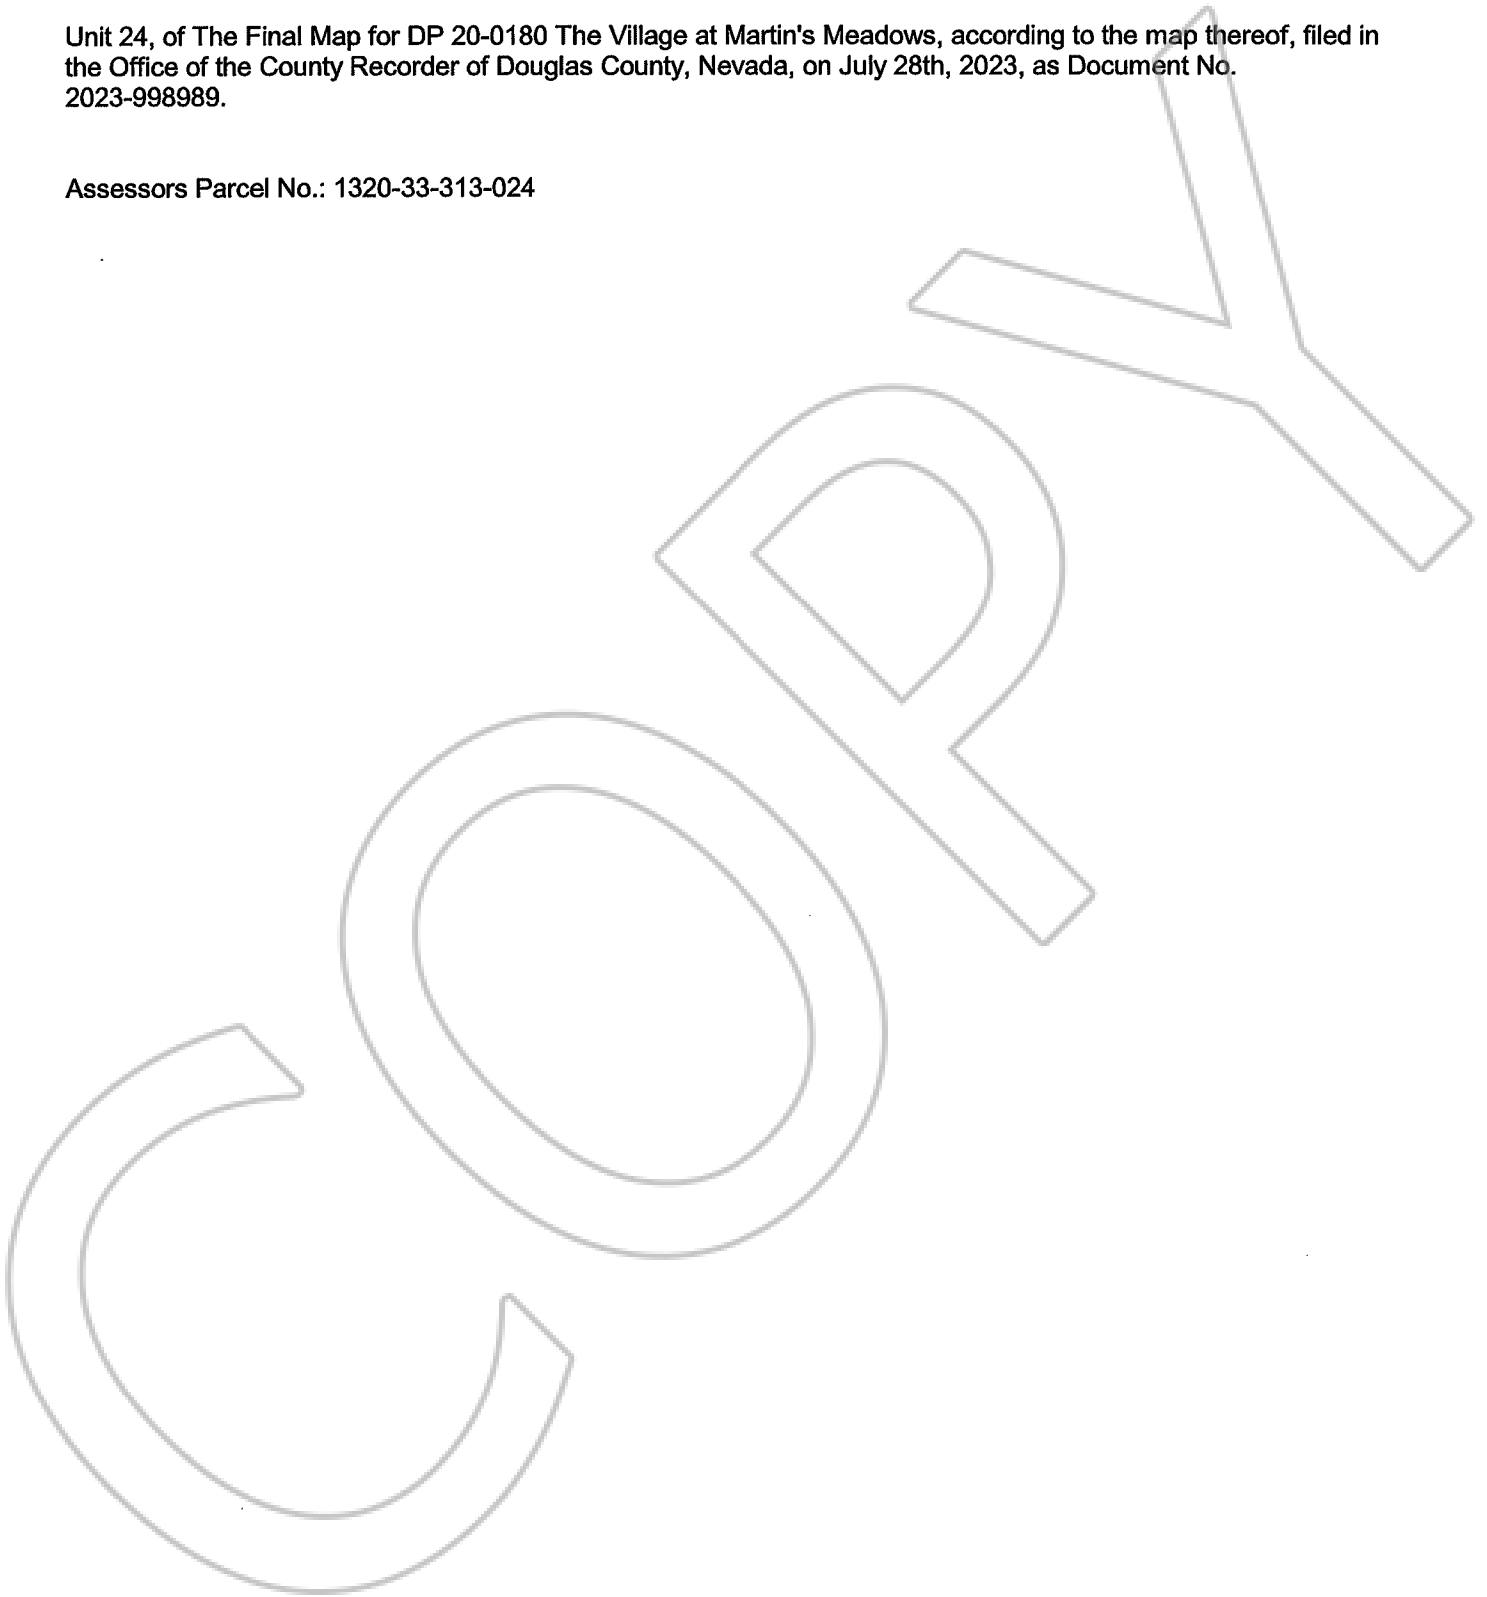 Unit 24, of The Final Map for DP 20-0180 The Village at Martin's Meadows, according to the map thereof, filed in
the Office of the County Recorder of Douglas County, Nevada, on July 28th, 2023, as Document No.
2023-998989.
Assessors Parcel No.: 1320-33-313-024
COPY